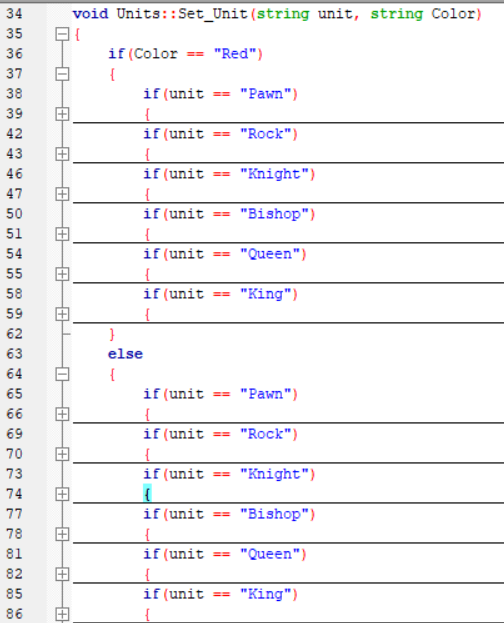 34 void Units::Set_Unit(string unit, string Color)
35 {
36 if(Color == "Red")
37 {
38 if(unit == "Pawn")
39 {
42 if(unit == "Rock")
43 {
46 if(unit == "Knight")
47 {
50 if(unit == "Bishop")
51 {
54 if(unit == "Queen")
55 {
58 if(unit == "King")
59 {
62 }
63 else
64 {
65 if(unit == "Pawn")
66 {
69 if(unit == "Rock")
70 {
73 if(unit == "Knight")
74 {
77 if(unit == "Bishop")
78 {
81 if(unit == "Queen")
82 {
85 if(unit == "King")
86 {